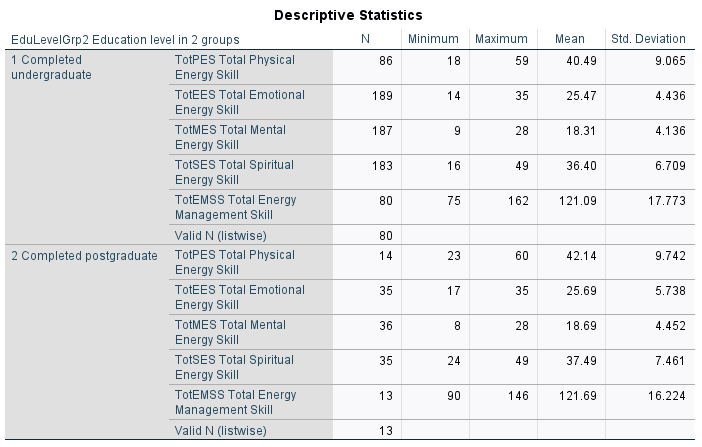 Descriptive Statistics
EduLevelGrp2 Education level in 2 groups N Minimum Maximum Mean Std. Deviation
1 Completed undergraduate TotPES Total Physical Energy Skill 86 18 59 40.49 9.065
TotEES Total Emotional Energy Skill 189 14 35 25.47 4.436
TotMES Total Mental Energy Skill 187 9 28 18.31 4.136
TotSES Total Spiritual Energy Skill 183 16 49 36.40 6.709
TotEMSS Total Energy Management Skill 80 75 162 121.09 17.773
Valid N (listwise) 80
2 Completed postgraduate TotPES Total Physical Energy Skill 14 23 60 42.14 9.742
TotEES Total Emotional Energy Skill 35 17 35 25.69 5.738
TotMES Total Mental Energy Skill 36 8 28 18.69 4.452
TotSES Total Spiritual Energy Skill 35 24 49 37.49 7.461
TotEMSS Total Energy Management Skill 13 90 146 121.69 16.224
Valid N (listwise) 13